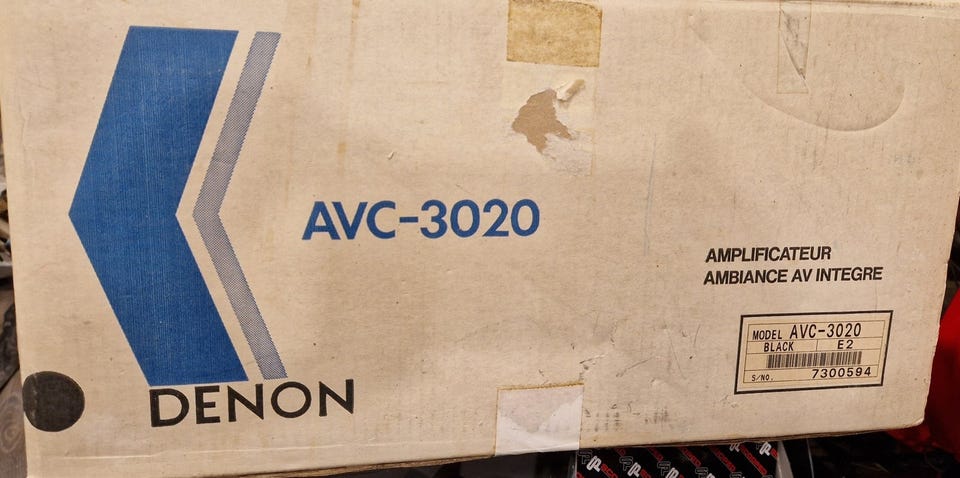 AVC-3020
AMPLIFICATEUR
AMBIANCE AV INTEGRE
MODEL AVC-3020
BLACK E2
S/NO. 7300594
DENON